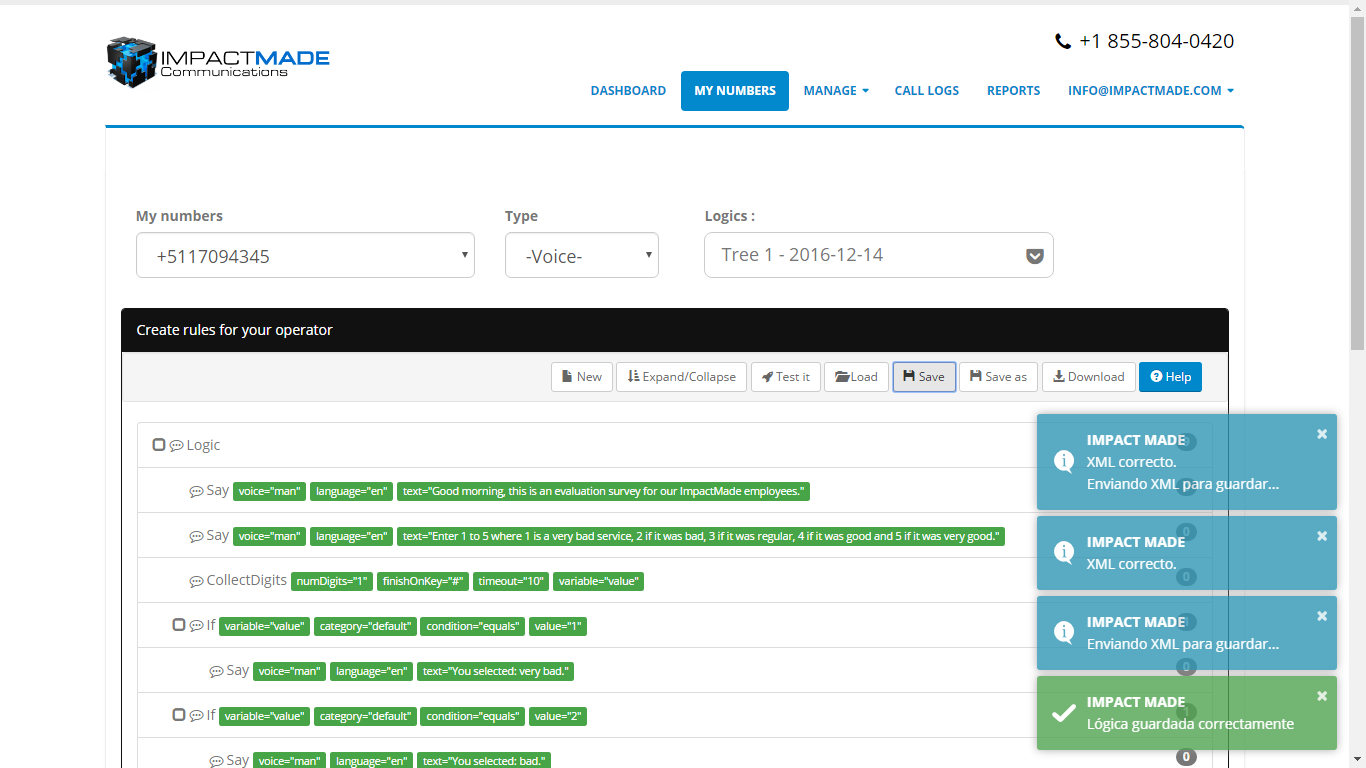 +1 855-804-0420
IMPACTMADE
Communications
DASHBOARD MY NUMBERS MANAGE CALL LOGS REPORTS INFO@IMPACTMADE.COM
My numbers Type Logics :
+5117094345 -Voice- Tree 1 - 2016-12-14
Create rules for your operator
New Expand/Collapse Test it Load Save Save as Download Help
Logic
Say voice="man" language="en" text="Good morning, this is an evaluation survey for our ImpactMade employees."
Say voice="man" language="en" text="Enter 1 to 5 where 1 is a very bad service, 2 if it was bad, 3 if it was regular, 4 if it was good and 5 if it was very good."
CollectDigits numDigits="1" finishOnKey="#" timeout="10" variable="value"
If variable="value" category="default" condition="equals" value="1"
Say voice="man" language="en" text="You selected: very bad."
If variable="value" category="default" condition="equals" value="2"
Say voice="man" language="en" text="You selected: bad."
0
IMPACT MADE
XML correcto.
Enviando XML para guardar...
IMPACT MADE
XML correcto.
0
IMPACT MADE
Enviando XML para guardar...
0
IMPACT MADE
Lógica guardada correctamente